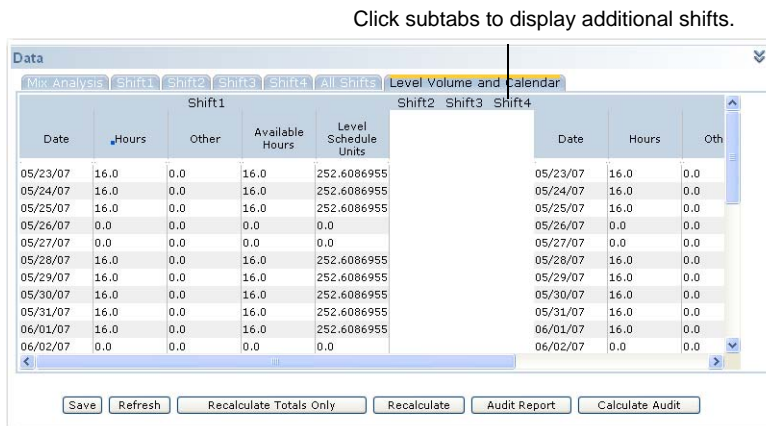 Click subtabs to display additional shifts.
Data
Mix Analysis Shift1 Shift2 Shift3 Shift4 All Shifts Level Volume and Calendar
Shift1 Shift2 Shift3 Shift4
Date Hours Other Available Hours Level Schedule Units Date Hours Oth
05/23/07 16.0 0.0 16.0 252.6086955 05/23/07 16.0 0.0
05/24/07 16.0 0.0 16.0 252.6086955 05/24/07 16.0 0.0
05/25/07 16.0 0.0 16.0 252.6086955 05/25/07 16.0 0.0
05/26/07 0.0 0.0 0.0 0.0 05/26/07 0.0 0.0
05/27/07 0.0 0.0 0.0 0.0 05/27/07 0.0 0.0
05/28/07 16.0 0.0 16.0 252.6086955 05/28/07 16.0 0.0
05/29/07 16.0 0.0 16.0 252.6086955 05/29/07 16.0 0.0
05/30/07 16.0 0.0 16.0 252.6086955 05/30/07 16.0 0.0
05/31/07 16.0 0.0 16.0 252.6086955 05/31/07 16.0 0.0
06/01/07 16.0 0.0 16.0 252.6086955 06/01/07 16.0 0.0
06/02/07 0.0 0.0 0.0 0.0 06/02/07 0.0 0.0
Save Refresh Recalculate Totals Only Recalculate Audit Report Calculate Audit